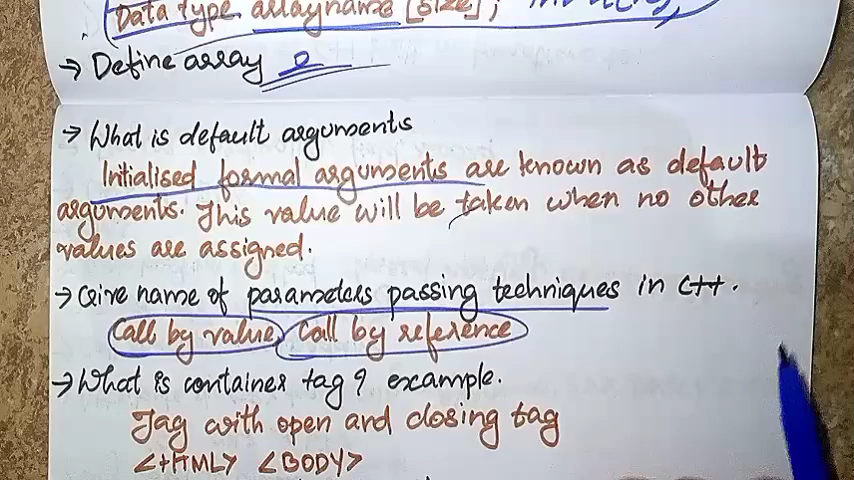 Data type arrayname [size];
→ Define array
→ What is default arguments
Initialised formal arguments are known as default
arguments. This value will be taken when no other
values are assigned.
→ Give name of parameters passing techniques in C++.
Call by value, Call by reference
→ What is container tag? example.
Tag with open and closing tag
<HTML> <BODY>